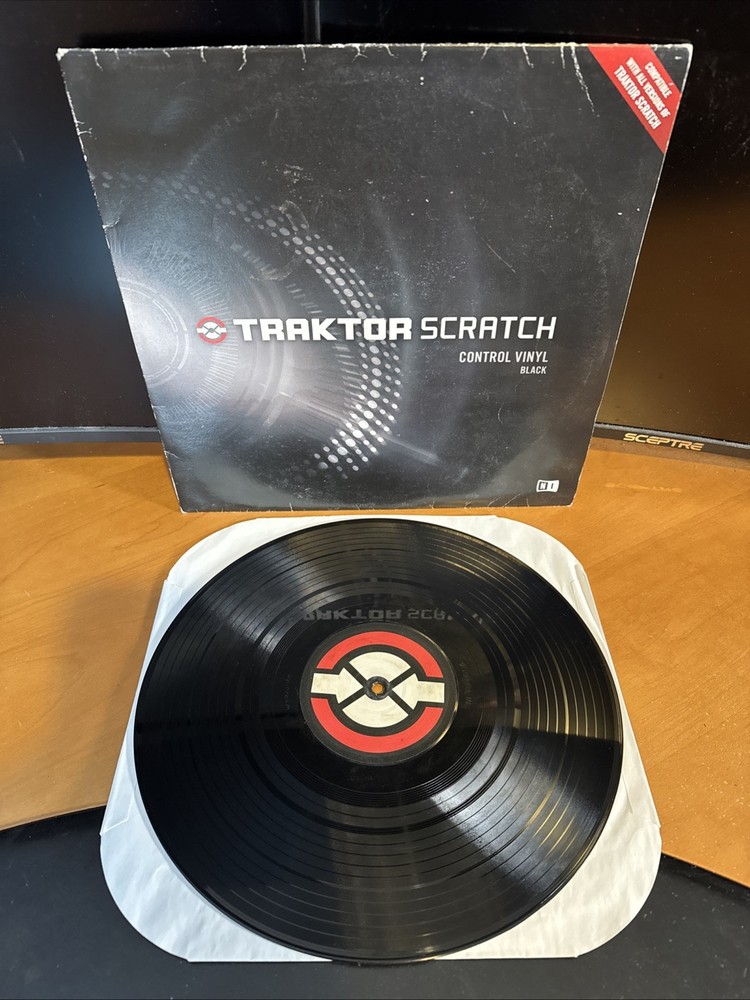 COMPATIBLE
WITH ALL VERSIONS OF
TRAKTOR SCRATCH
TRAKTOR SCRATCH
CONTROL VINYL
BLACK
NI
SCEPTRE